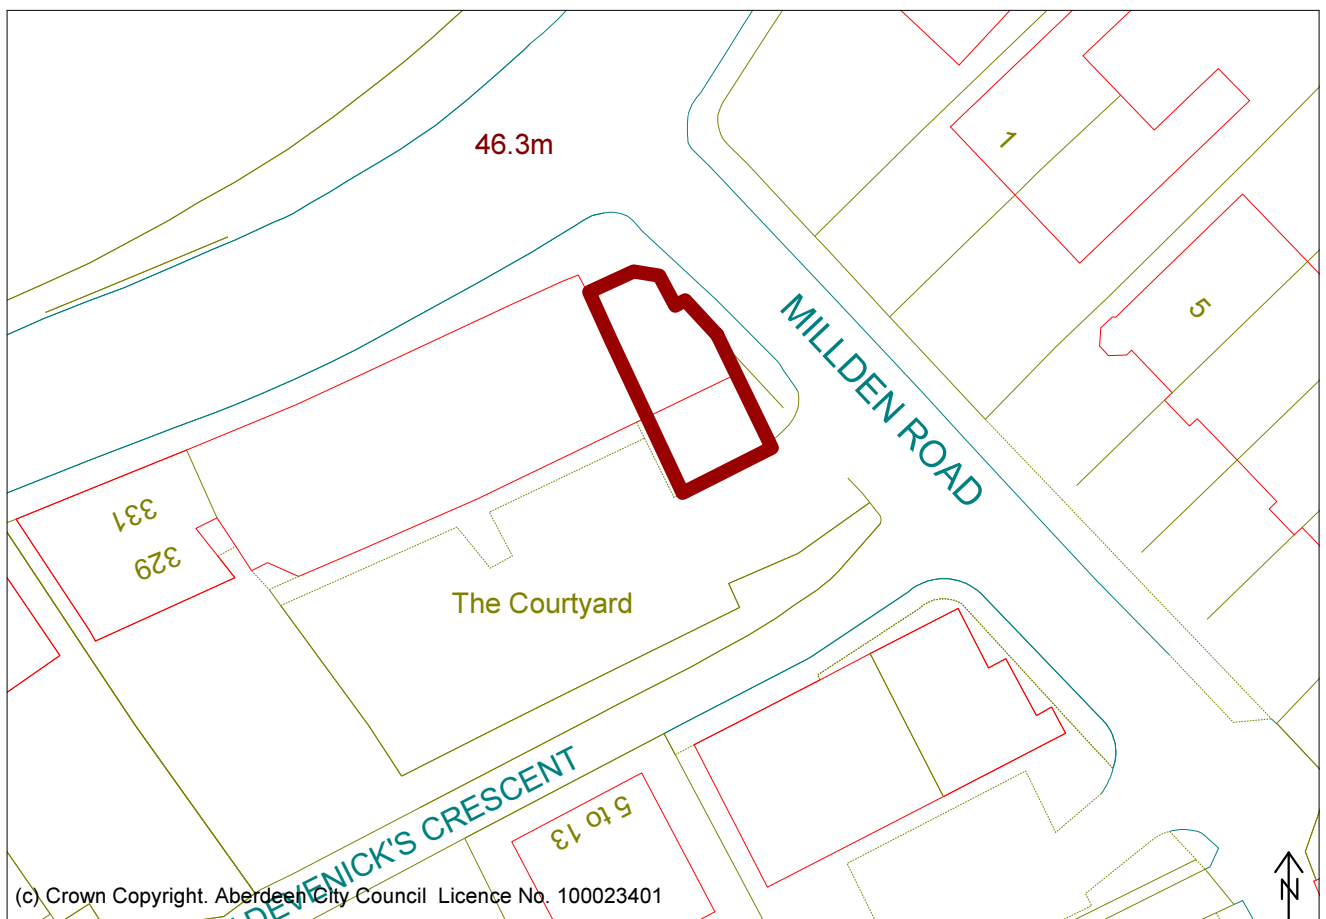 46.3m
1
5
MILLDEN ROAD
331
329
The Courtyard
5 to 13
DEVENICK'S CRESCENT
(c) Crown Copyright. Aberdeen City Council Licence No. 100023401
N